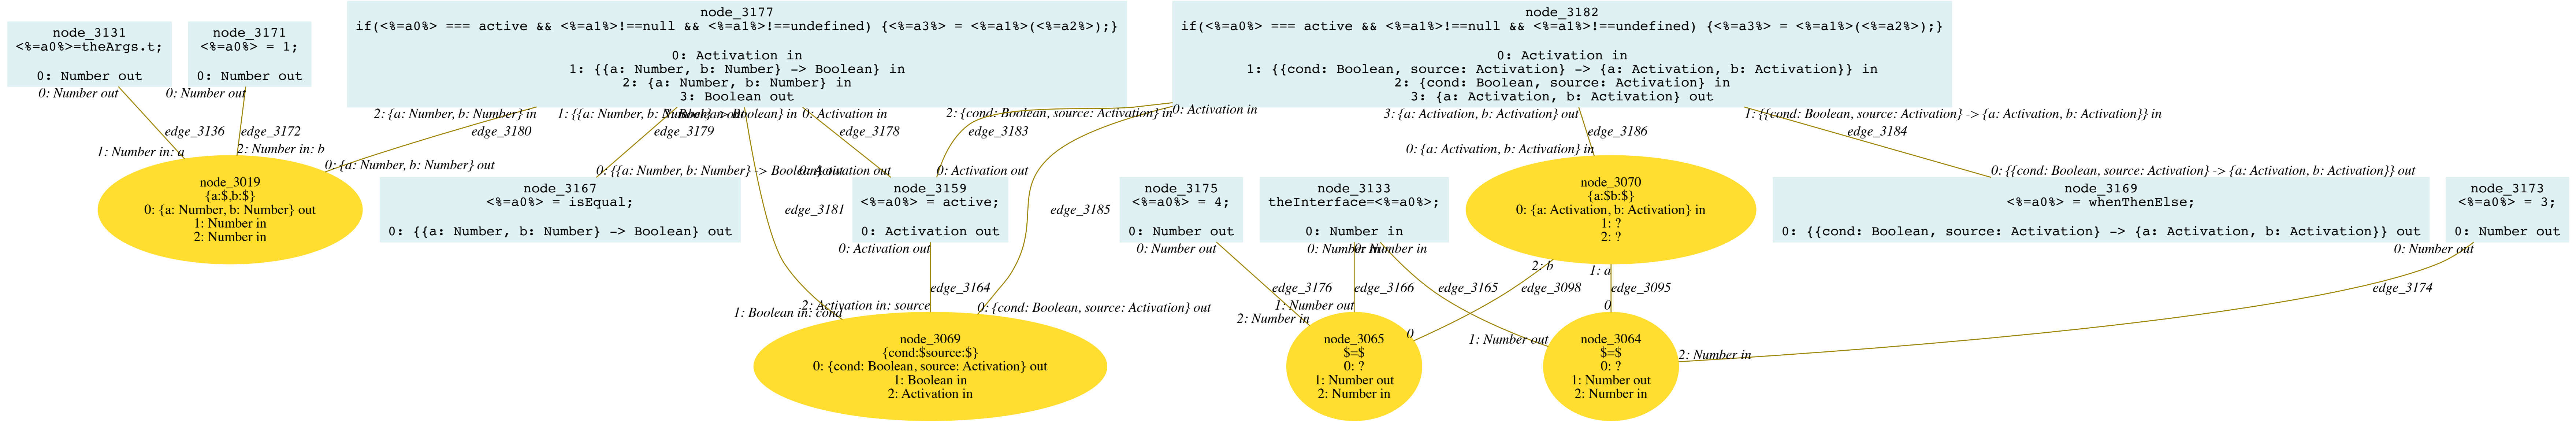 node_3131
<%=a0%>=theArgs.t;
0: Number out
node_3171
<%=a0%> = 1;
0: Number out
node_3177
if(<%=a0%> === active && <%=a1%>!==null && <%=a1%>!==undefined) {<%=a3%> = <%=a1%>(<%=a2%>);}
0: Activation in
1: {{a: Number, b: Number} -> Boolean} in
2: {a: Number, b: Number} in
3: Boolean out
node_3182
if(<%=a0%> === active && <%=a1%>!==null && <%=a1%>!==undefined) {<%=a3%> = <%=a1%>(<%=a2%>);}
0: Activation in
1: {{cond: Boolean, source: Activation} -> {a: Activation, b: Activation}} in
2: {cond: Boolean, source: Activation} in
3: {a: Activation, b: Activation} out
0: Number out
0: Number out
2: {a: Number, b: Number} in
1: {{a: Number, b: Number} -> Boolean} in
3: Boolean out
0: Activation in
2: {cond: Boolean, source: Activation} in
0: Activation in
3: {a: Activation, b: Activation} out
1: {{cond: Boolean, source: Activation} -> {a: Activation, b: Activation}} in
edge_3136
edge_3172
edge_3180
edge_3179
edge_3178
edge_3183
edge_3186
edge_3184
1: Number in: a
2: Number in: b
0: {a: Number, b: Number} out
0: {{a: Number, b: Number} -> Boolean} out
0: Activation out
0: Activation out
0: {a: Activation, b: Activation} in
0: {{cond: Boolean, source: Activation} -> {a: Activation, b: Activation}} out
node_3019
{a:$,b:$}
0: {a: Number, b: Number} out
1: Number in
2: Number in
node_3167
<%=a0%> = isEqual;
0: {{a: Number, b: Number} -> Boolean} out
edge_3181
node_3159
<%=a0%> = active;
0: Activation out
edge_3185
node_3175
<%=a0%> = 4;
0: Number out
node_3133
theInterface=<%=a0%>;
0: Number in
node_3070
{a:$b:$}
0: {a: Activation, b: Activation} in
1: ?
2: ?
node_3169
<%=a0%> = whenThenElse;
0: {{cond: Boolean, source: Activation} -> {a: Activation, b: Activation}} out
node_3173
<%=a0%> = 3;
0: Number out
0: Activation out
0: Number out
0: Number in
0: Number in
2: b
1: a
0: Number out
edge_3164
edge_3176
edge_3166
edge_3165
edge_3098
edge_3095
edge_3174
1: Boolean in: cond
2: Activation in: source
0: {cond: Boolean, source: Activation} out
2: Number in
1: Number out
0
1: Number out
0
2: Number in
node_3069
{cond:$source:$}
0: {cond: Boolean, source: Activation} out
1: Boolean in
2: Activation in
node_3065
$=$
0: ?
1: Number out
2: Number in
node_3064
$=$
0: ?
1: Number out
2: Number in